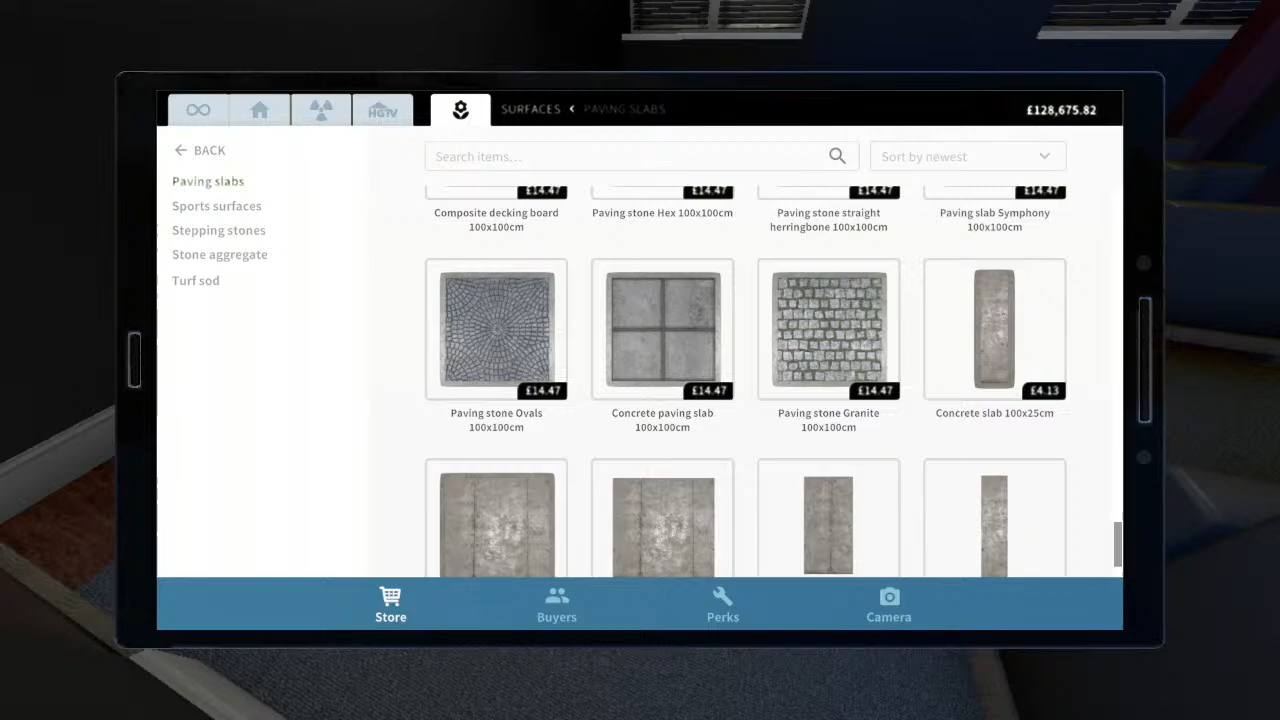 HGTV
SURFACES < PAVING SLABS
£128,675.82
BACK
Search items...
Sort by newest
Paving slabs
Sports surfaces
Stepping stones
Stone aggregate
Turf sod
£14.47
£14.47
£14.47
£14.47
Composite decking board
100x100cm
Paving stone Hex 100x100cm
Paving stone straight
herringbone 100x100cm
Paving slab Symphony
100x100cm
£14.47
£14.47
£14.47
£4.13
Paving stone Ovals
100x100cm
Concrete paving slab
100x100cm
Paving stone Granite
100x100cm
Concrete slab 100x25cm
Store
Buyers
Perks
Camera